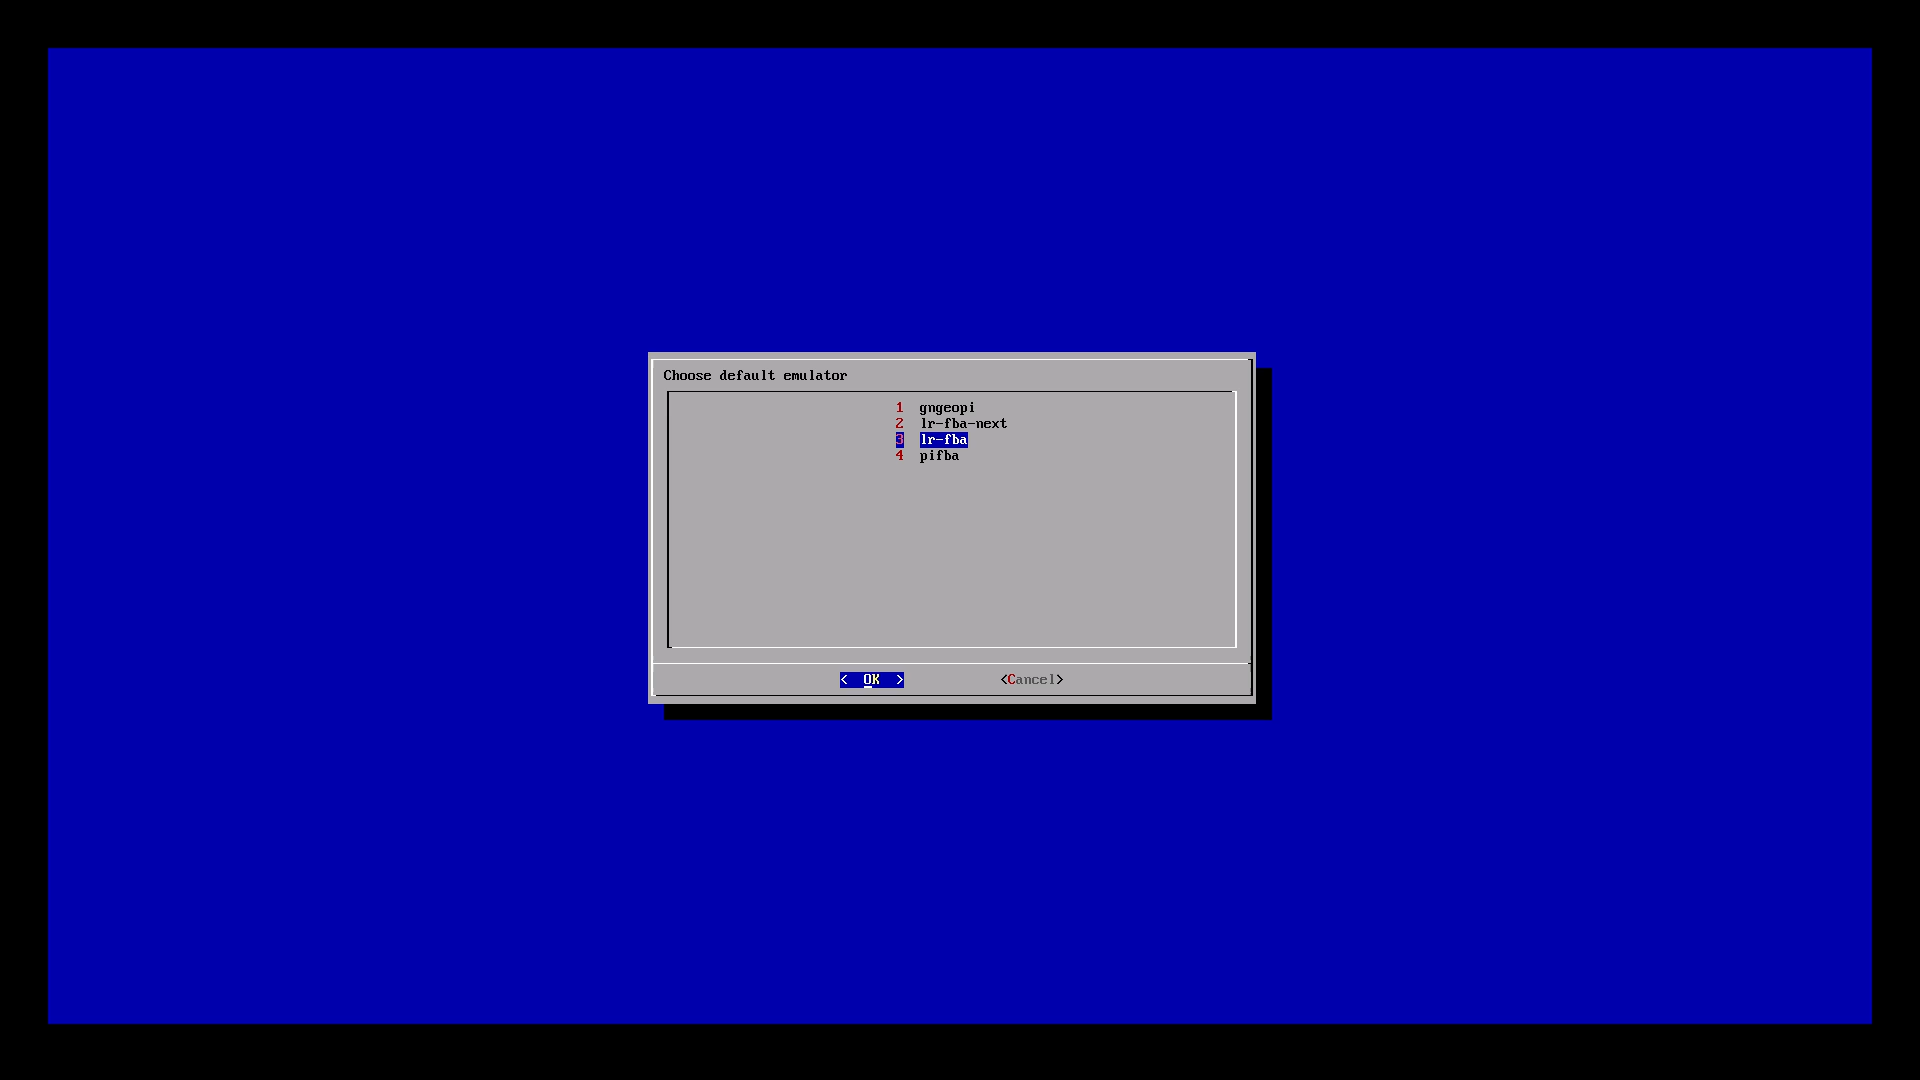 Choose default emulator
1 gngeopi
2 lr-fba-next
3 lr-fba
4 pifba
< OK > <Cancel>